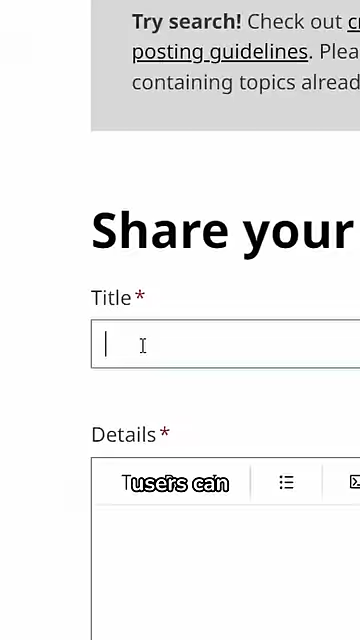 Try search! Check out
posting guidelines. Plea
containing topics alread
Share your
Title*
Details*
users can